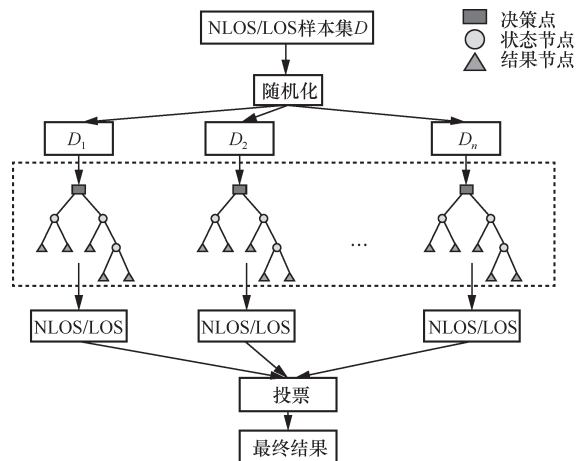 NLOS/LOS样本集D
决策点
状态节点
结果节点
随机化
D1
D2
Dn
…
NLOS/LOS
NLOS/LOS
NLOS/LOS
投票
最终结果